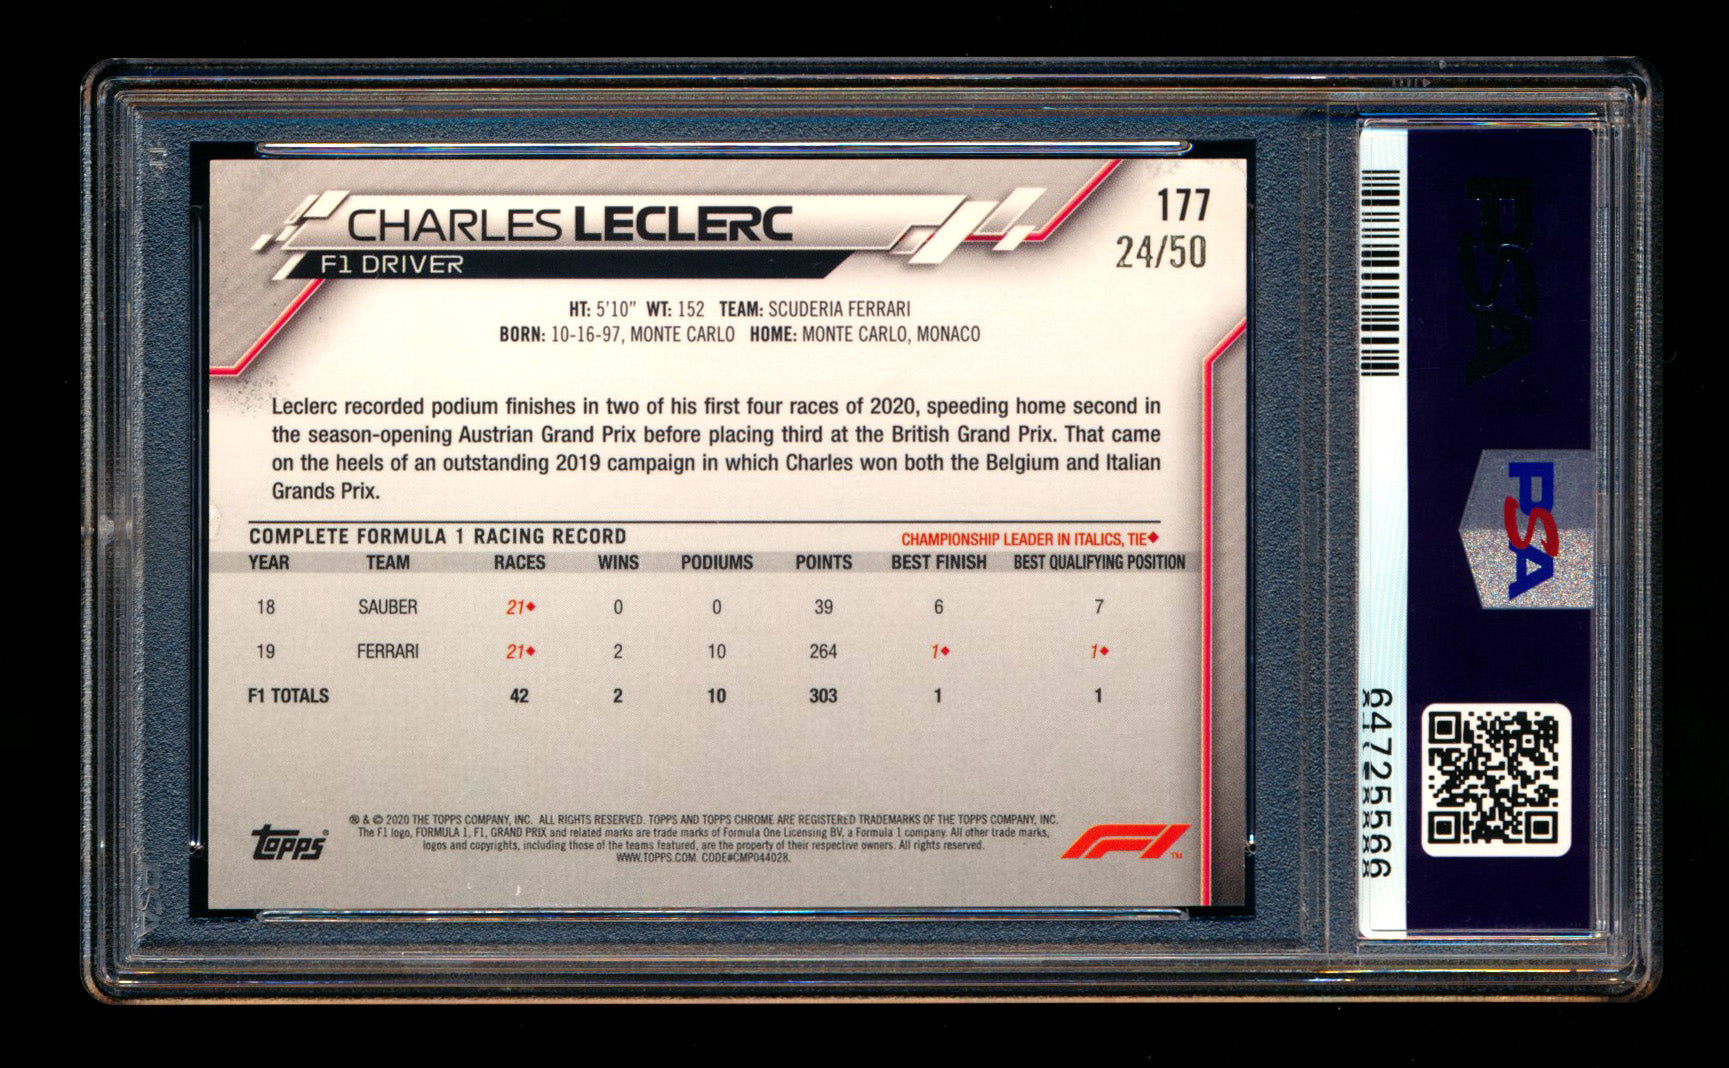 CHARLES LECLERC
F1 DRIVER
177
24/50
HT: 5'10" WT: 152 TEAM: SCUDERIA FERRARI
BORN: 10-16-97, MONTE CARLO HOME: MONTE CARLO, MONACO
Leclerc recorded podium finishes in two of his first four races of 2020, speeding home second in
the season-opening Austrian Grand Prix before placing third at the British Grand Prix. That came
on the heels of an outstanding 2019 campaign in which Charles won both the Belgium and Italian
Grands Prix.
COMPLETE FORMULA 1 RACING RECORD
CHAMPIONSHIP LEADER IN ITALICS, TIE◆
YEAR TEAM RACES WINS PODIUMS POINTS BEST FINISH BEST QUALIFYING POSITION
18 SAUBER 21◆ 0 0 39 6 7
19 FERRARI 21◆ 2 10 264 1◆ 1◆
F1 TOTALS 42 2 10 303 1 1
® & © 2020 THE TOPPS COMPANY, INC. ALL RIGHTS RESERVED. TOPPS AND TOPPS CHROME ARE REGISTERED TRADEMARKS OF THE TOPPS COMPANY, INC.
The F1 logo, FORMULA 1, F1, GRAND PRIX and related marks are trade marks of Formula One Licensing BV, a Formula 1 company. All other trade marks,
logos and copyrights, including those of the teams featured, are the property of their respective owners. All rights reserved.
WWW.TOPPS.COM. CODE#CMP044028.
topps®
F1™
PSA
PSA
64725566